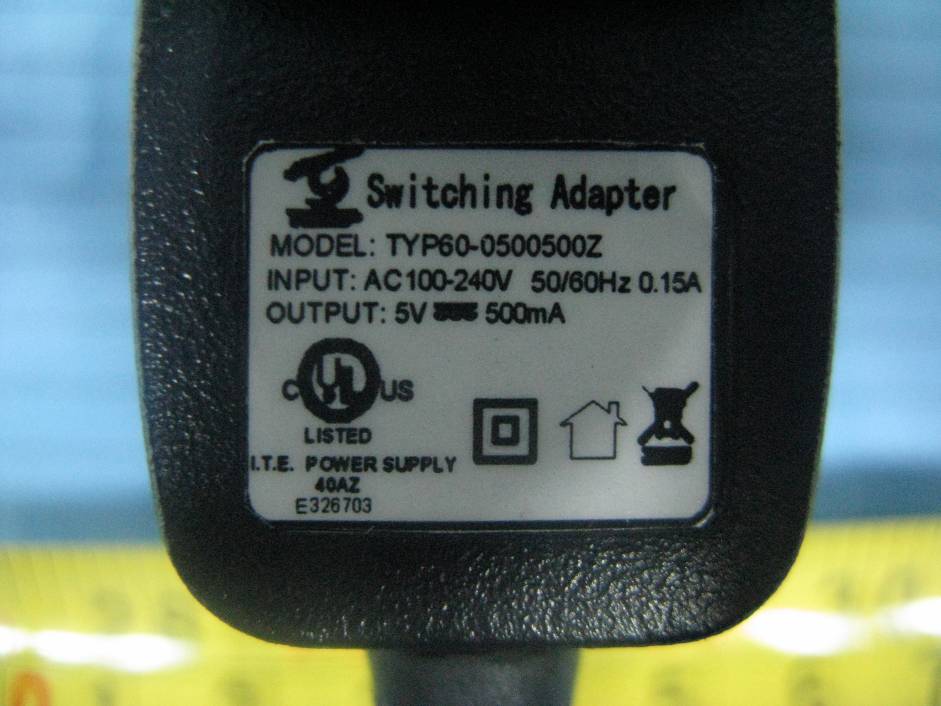 Switching Adapter
MODEL: TYP60-0500500Z
INPUT: AC100-240V 50/60Hz 0.15A
OUTPUT: 5V 500mA
C UL US
LISTED
I.T.E. POWER SUPPLY
40AZ
E326703